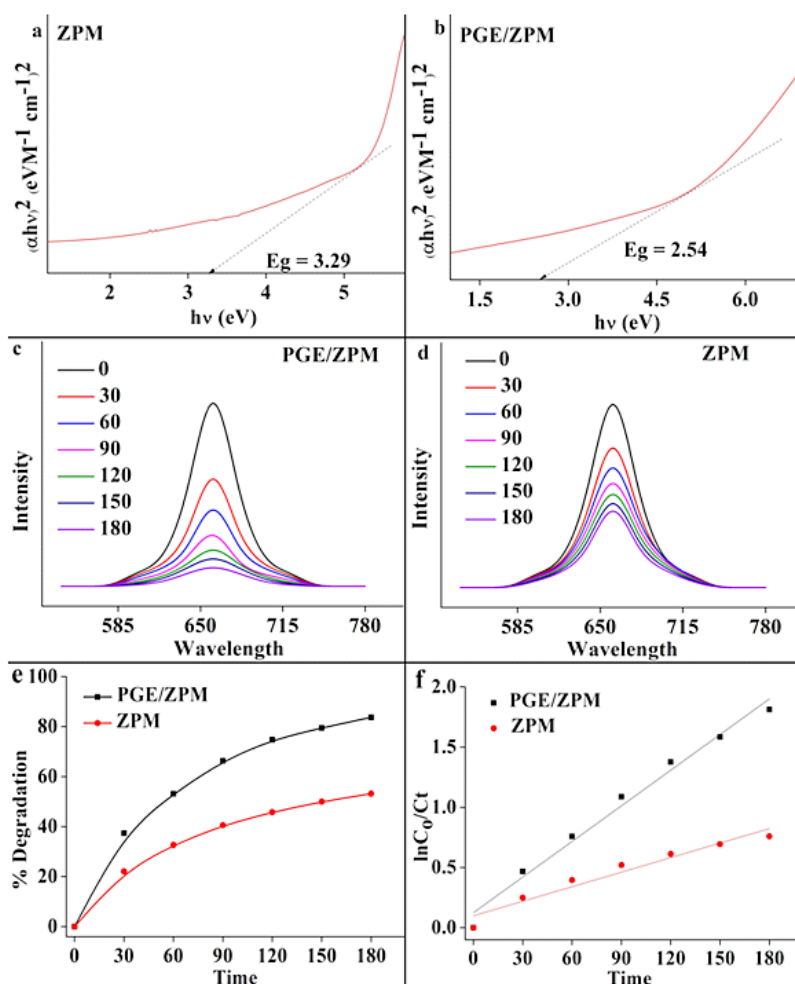 a ZPM
(αhν)² (eVM⁻¹ cm⁻¹)²
Eg = 3.29
2 3 4 5
hν (eV)
b PGE/ZPM
(αhν)² (eVM⁻¹ cm⁻¹)²
Eg = 2.54
1.5 3.0 4.5 6.0
hν (eV)
c PGE/ZPM
0
30
60
90
120
150
180
Intensity
585 650 715 780
Wavelength
d ZPM
0
30
60
90
120
150
180
Intensity
585 650 715 780
Wavelength
e
PGE/ZPM
ZPM
% Degradation
100
80
60
40
20
0
0 30 60 90 120 150 180
Time
f
PGE/ZPM
ZPM
lnC₀/Ct
2.0
1.5
1.0
0.5
0.0
0 30 60 90 120 150 180
Time